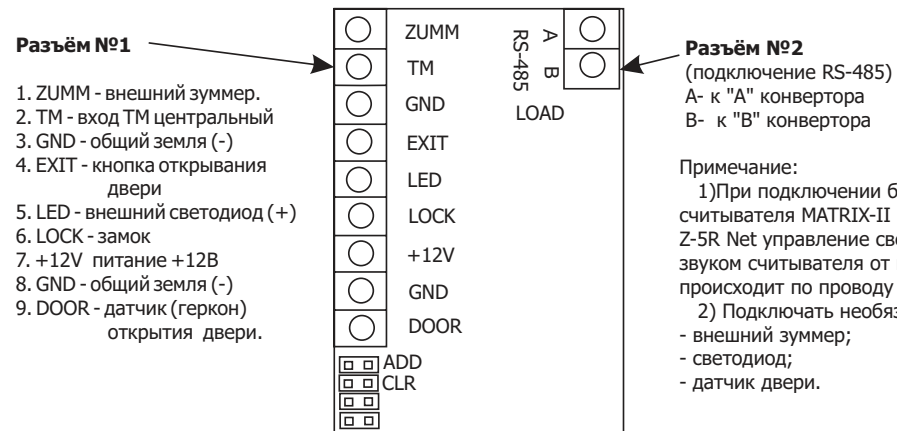 Разъём №1
1. ZUMM - внешний зуммер.
2. TM - вход ТМ центральный
3. GND - общий земля (-)
4. EXIT - кнопка открывания
двери
5. LED - внешний светодиод (+)
6. LOCK - замок
7. +12V питание +12В
8. GND - общий земля (-)
9. DOOR - датчик (геркон)
открытия двери.
ZUMM
TM
GND
EXIT
LED
LOCK
+12V
GND
DOOR
ADD
CLR
RS-485
A
B
LOAD
Разъём №2
(подключение RS-485)
А- к "А" конвертора
В- к "В" конвертора
Примечание:
1)При подключении
считывателя MATRIX-II
Z-5R Net управление
звуком считывателя от
происходит по проводу
2) Подключать
- внешний зуммер;
- светодиод;
- датчик двери.